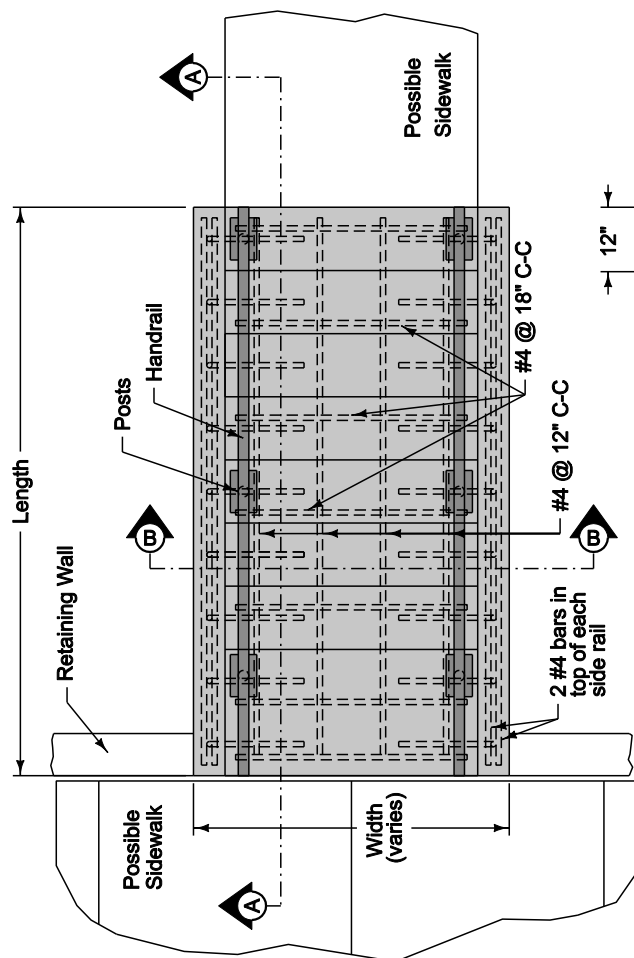 A
Possible
Sidewalk
Length
Posts
Handrail
12"
#4 @ 18" C-C
#4 @ 12" C-C
B
B
Retaining Wall
2 #4 bars in
top of each
side rail
Possible
Sidewalk
Width
(varies)
A